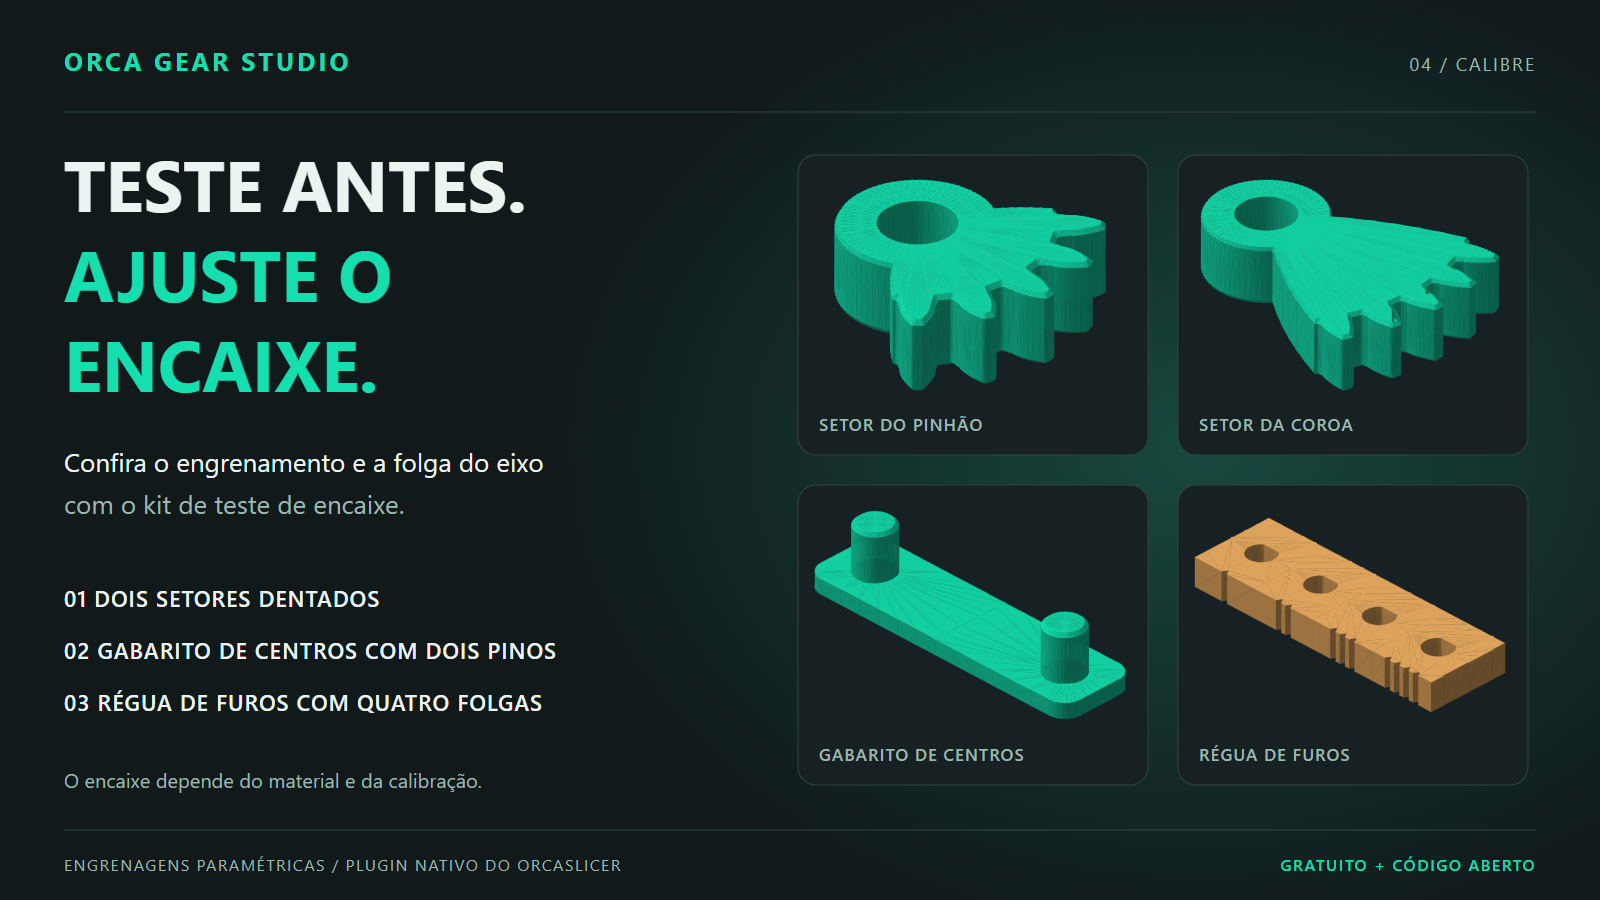 ORCA GEAR STUDIO
04 / CALIBRE
TESTE ANTES.
AJUSTE O
ENCAIXE.
Confira o engrenamento e a folga do eixo
com o kit de teste de encaixe.
01 DOIS SETORES DENTADOS
02 GABARITO DE CENTROS COM DOIS PINOS
03 RÉGUA DE FUROS COM QUATRO FOLGAS
O encaixe depende do material e da calibração.
SETOR DO PINHÃO
SETOR DA COROA
GABARITO DE CENTROS
RÉGUA DE FUROS
ENGRENAGENS PARAMÉTRICAS / PLUGIN NATIVO DO ORCASLICER
GRATUITO + CÓDIGO ABERTO